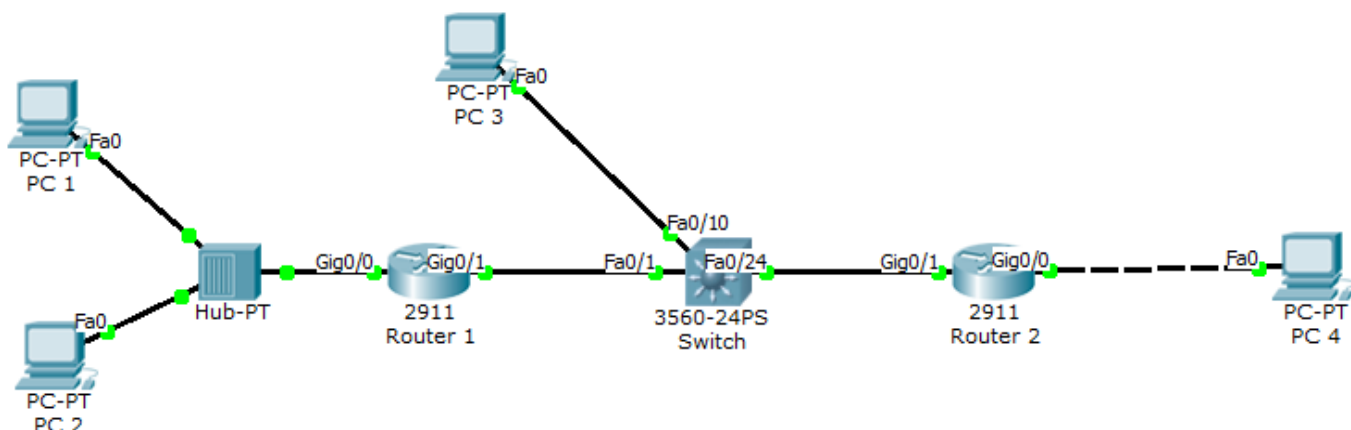 Fa0
PC-PT
PC 3
Fa0
PC-PT
PC 1
Fa0/10
Gig0/0
Gig0/1
Fa0/1
Fa0/24
Gig0/1
Gig0/0
Fa0
Hub-PT
2911
Router 1
3560-24PS
Switch
2911
Router 2
PC-PT
PC 4
Fa0
PC-PT
PC 2